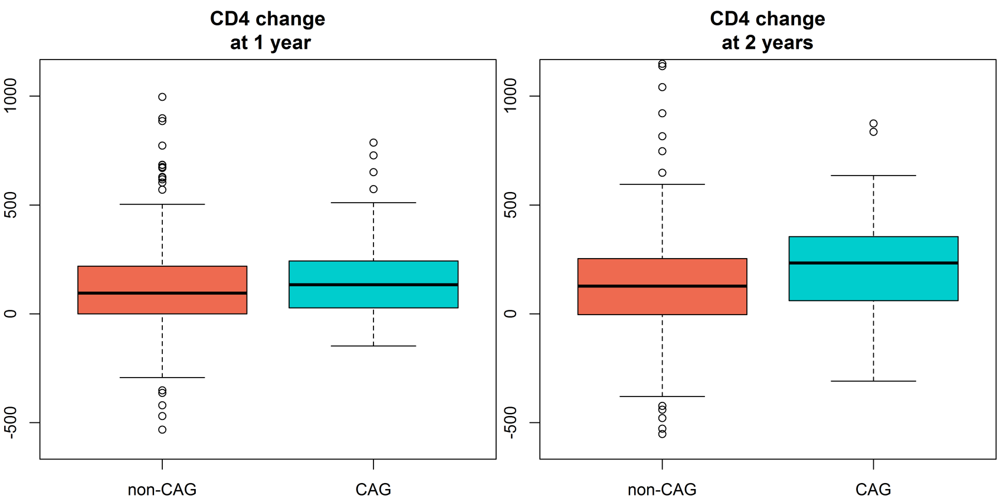 CD4 change
at 1 year
1000
500
0
-500
non-CAG CAG
CD4 change
at 2 years
1000
500
0
-500
non-CAG CAG